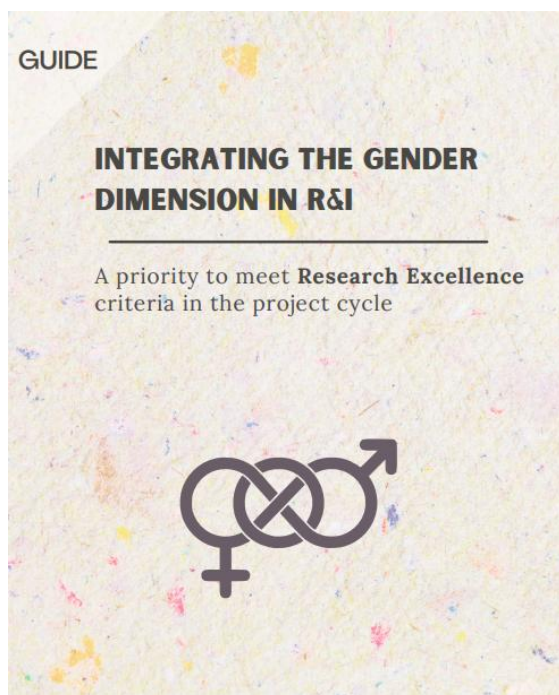 GUIDE
INTEGRATING THE GENDER
DIMENSION IN R&I
A priority to meet Research Excellence
criteria in the project cycle